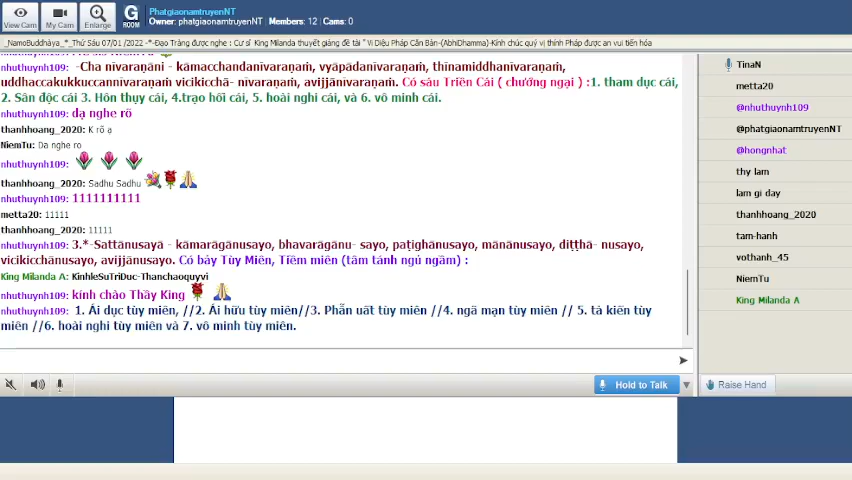 View Cam
My Cam
Enlarge
G
ROOM
PhatgiaonamtruyenNT
Owner: phatgiaonamtruyenNT | Members: 12 | Cams: 0
_NamoBuddhàya_*_Thứ Sáu 07/01 /2022 -*-Đạo Tràng được nghe : Cư sĩ King Milanda thuyết giảng đề tài " Vi Diệu Pháp Căn Bản-(AbhiDhamma)-Kính chúc quý vị thính Pháp được an vui tiến hóa
nhuthuynh109: -Cha nīvaraṇāni - kāmacchandanīvaraṇaṁ, vyāpādanīvaraṇaṁ, thīnamiddhanīvaraṇaṁ,
uddhaccakukkuccannīvaraṇaṁ vicikicchā- nīvaraṇaṁ, avijjānīvaraṇaṁ. Có sáu Triền Cái ( chướng ngại ) :1. tham dục cái,
2. Sân độc cái 3. Hôn thụy cái, 4.trạo hối cái, 5. hoài nghi cái, và 6. vô minh cái.
nhuthuynh109: dạ nghe rõ
thanhhoang_2020: K rõ ạ
NiemTu: Da nghe ro
nhuthuynh109:
thanhhoang_2020: Sadhu Sadhu
nhuthuynh109: 1111111111
metta20: 11111
thanhhoang_2020: 11111
nhuthuynh109: 3.*-Sattānusayā - kāmarāgānusayo, bhavarāgānu- sayo, paṭighānusayo, mānānusayo, diṭṭhā- nusayo,
vicikicchānusayo, avijjānusayo. Có bảy Tùy Miên, Tiềm miên (tâm tánh ngủ ngầm) :
King Milanda A: KinhleSuTriDuc-Thanchaoquyvi
nhuthuynh109: kính chào Thầy King
nhuthuynh109: 1. Ái dục tùy miên, //2. Ái hữu tùy miên//3. Phẫn uất tùy miên //4. ngã mạn tùy miên // 5. tà kiến tùy
miên //6. hoài nghi tùy miên và 7. vô minh tùy miên.
Hold to Talk
TinaN
metta20
@nhuthuynh109
@phatgiaonamtruyenNT
@hongnhat
thy lam
lam gi day
thanhhoang_2020
tam-hanh
vothanh_45
NiemTu
King Milanda A
Raise Hand